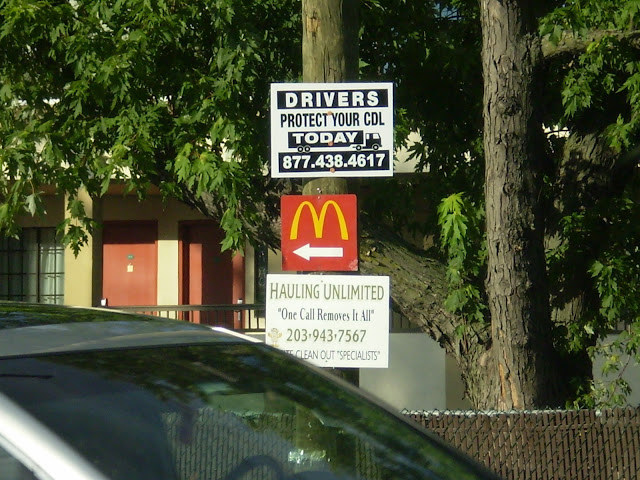 DRIVERS
PROTECT YOUR CDL
TODAY
877.438.4617
M
HAULING UNLIMITED
"One Call Removes It All"
203·943·7567
CLEAN OUT "SPECIALISTS"